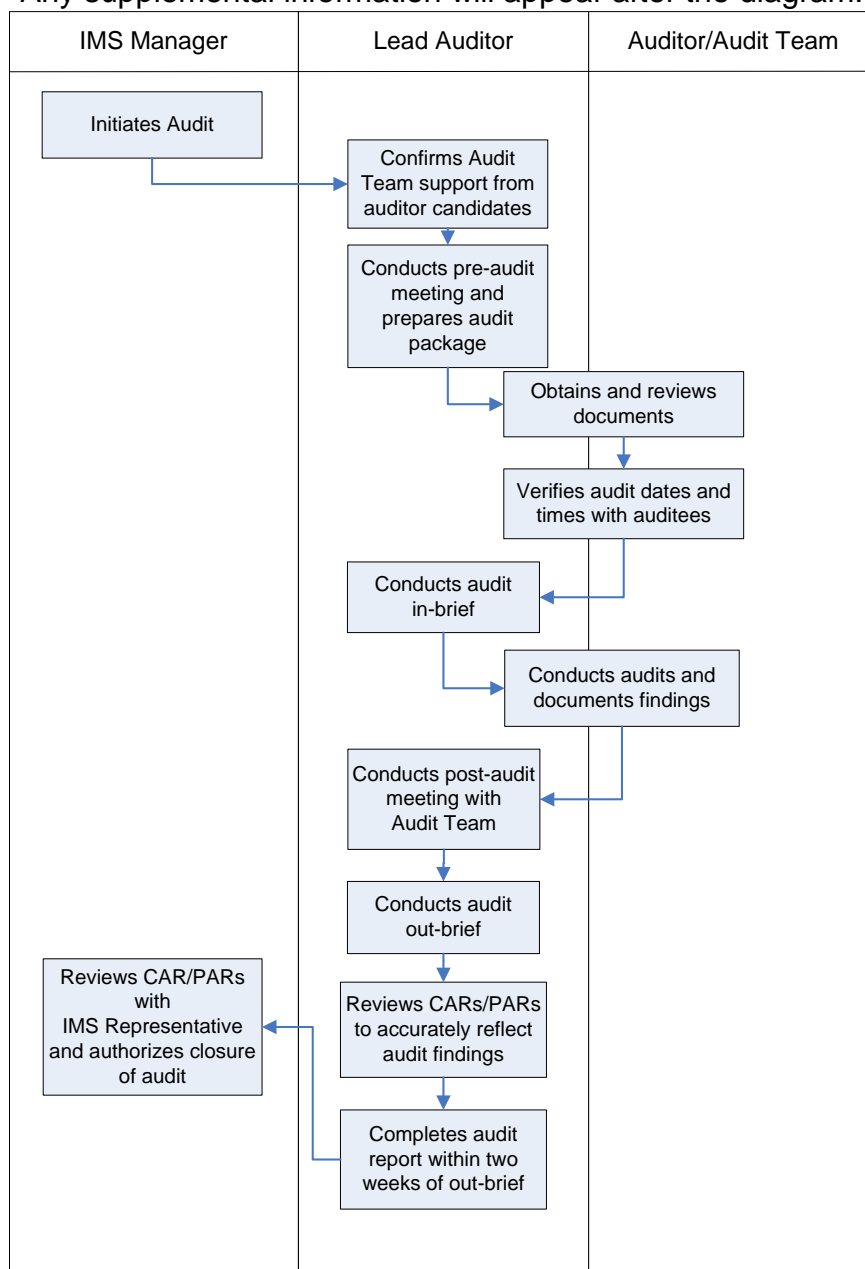 Any supplemental information will appear after the diagram.
IMS Manager
Lead Auditor
Auditor/Audit Team
Initiates Audit
Confirms Audit
Team support from
auditor candidates
Conducts pre-audit
meeting and
prepares audit
package
Obtains and reviews
documents
Verifies audit dates and
times with auditees
Conducts audit
in-brief
Conducts audits and
documents findings
Conducts post-audit
meeting with
Audit Team
Conducts audit
out-brief
Reviews CARs/PARs
to accurately reflect
audit findings
Completes audit
report within two
weeks of out-brief
Reviews CAR/PARs
with
IMS Representative
and authorizes closure
of audit